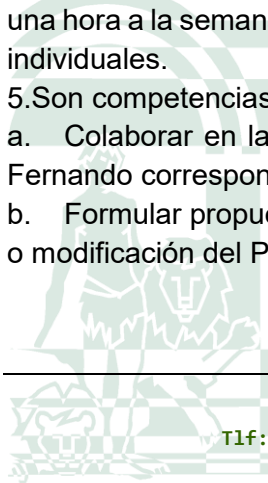 una hora a la seman
individuales.
5.Son competencias
a. Colaborar en la
Fernando correspon
b. Formular propue
o modificación del P
Tlf: